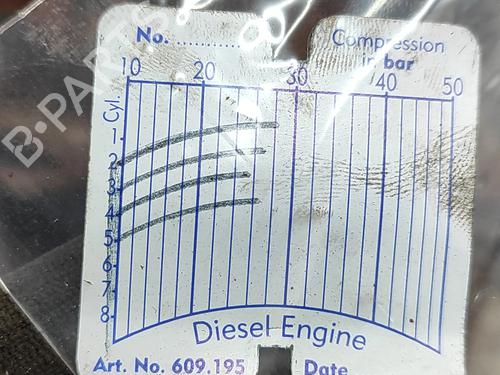 No. ............
Compression
in bar
10 20 30 40 50
Cyl.
1
2
3
4
5
6
7
8
Diesel Engine
Art. No. 609.195 Date
B-PARTS